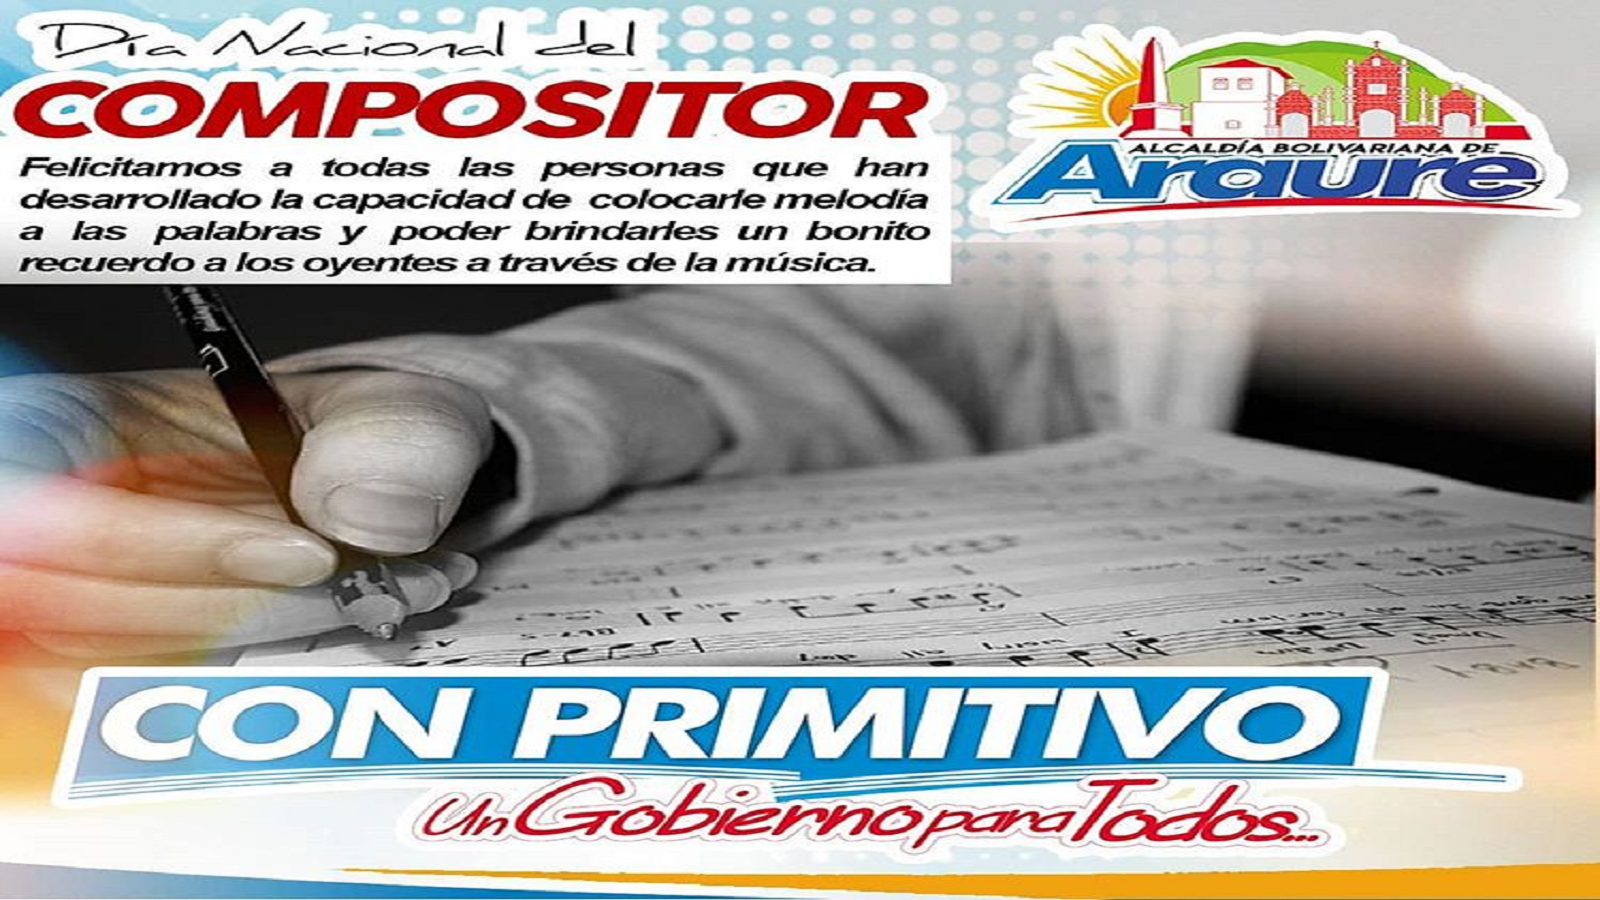 Día Nacional del
COMPOSITOR
Felicitamos a todas las personas que han
desarrollado la capacidad de colocarle melodía
a las palabras y poder brindarles un bonito
recuerdo a los oyentes a través de la música.
ALCALDÍA BOLIVARIANA DE
Araure
CON PRIMITIVO
Un Gobierno para Todos...